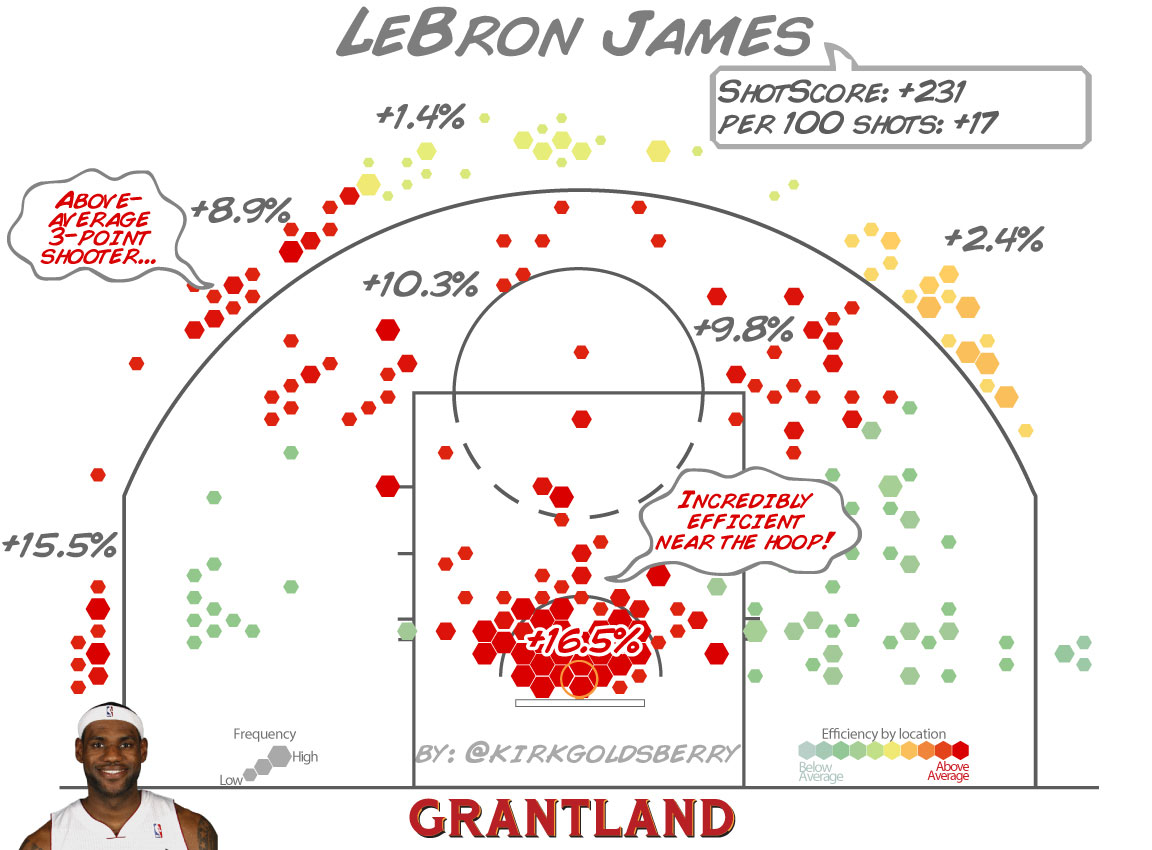 LEBRON JAMES
SHOTSCORE: +231
PER 100 SHOTS: +17
+1.4%
ABOVE-
AVERAGE
3-POINT
SHOOTER...
+8.9%
+2.4%
+10.3%
+9.8%
INCREDIBLY
EFFICIENT
NEAR THE HOOP!
+15.5%
+16.5%
Frequency
High
Low
BY: @KIRKGOLDSBERRY
Efficiency by location
Below
Average
Above
Average
GRANTLAND